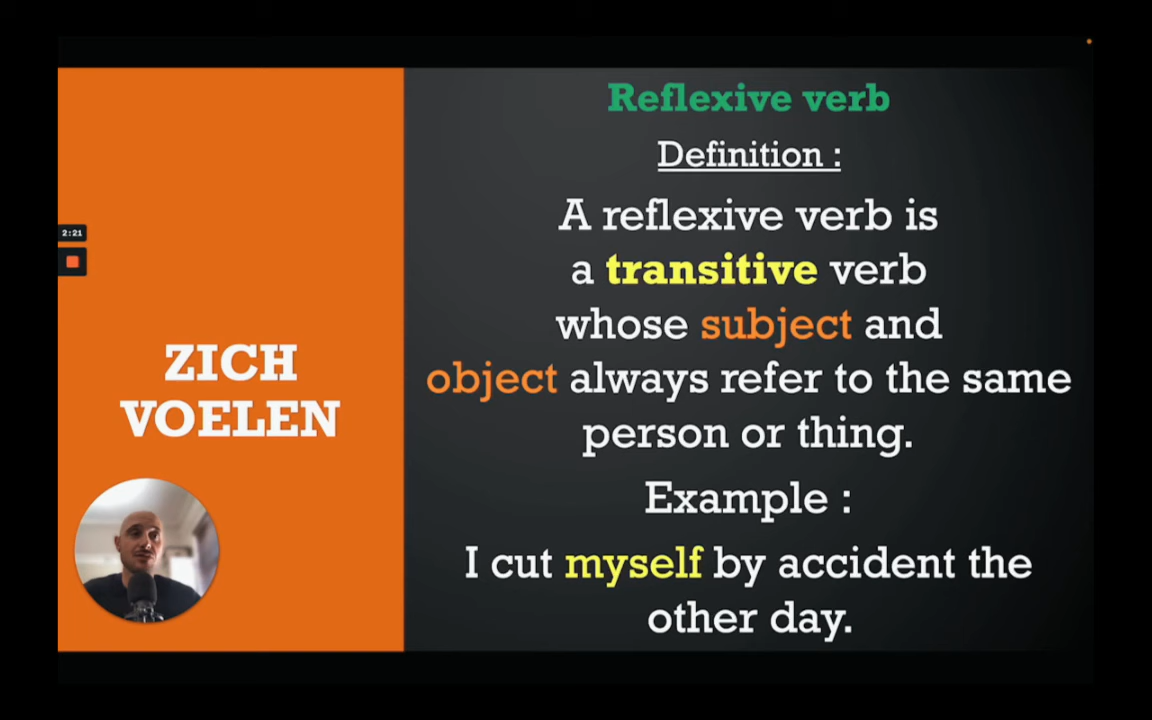 2:21
ZICH
VOELEN
Reflexive verb
Definition :
A reflexive verb is
a transitive verb
whose subject and
object always refer to the same
person or thing.
Example :
I cut myself by accident the
other day.